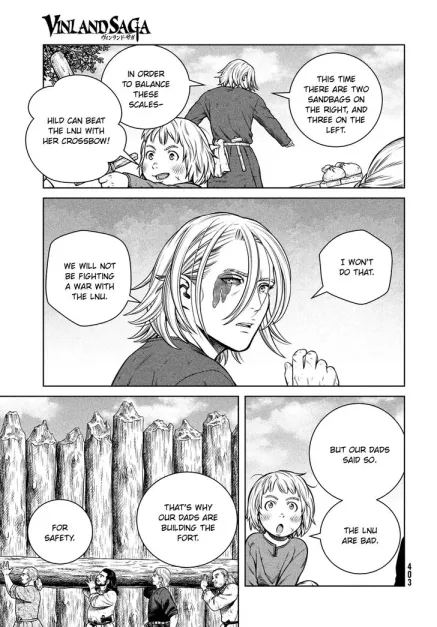 VINLAND SAGA
ヴィンランド・サガ
THIS TIME
THERE ARE TWO
SANDBAGS
ON THE
RIGHT, AND
THREE ON
THE LEFT.
IN ORDER
TO BALANCE
THESE
SCALES~
HILD CAN BEAT
THE LNU WITH
HER CROSSBOW!
I WON'T
DO THAT.
WE WILL
NOT BE
FIGHTING
A WAR WITH
THE LNU.
BUT OUR DADS
SAID SO.
THE LNU
ARE BAD.
THAT'S WHY
OUR DADS ARE
BUILDING
THE FORT.
FOR
SAFETY.
403